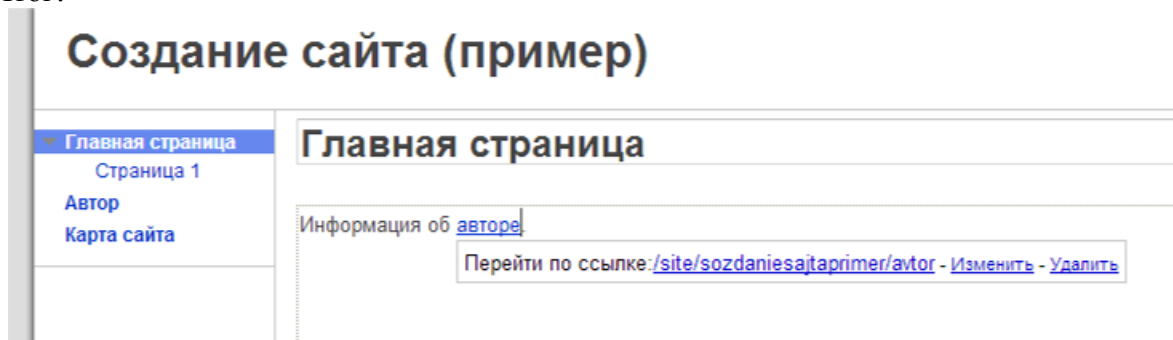 Создание сайта (пример)
Главная страница
Страница 1
Автор
Карта сайта
Главная страница
Информация об авторе.
Перейти по ссылке:/site/sozdaniesajtaprimer/avtor - Изменить - Удалить